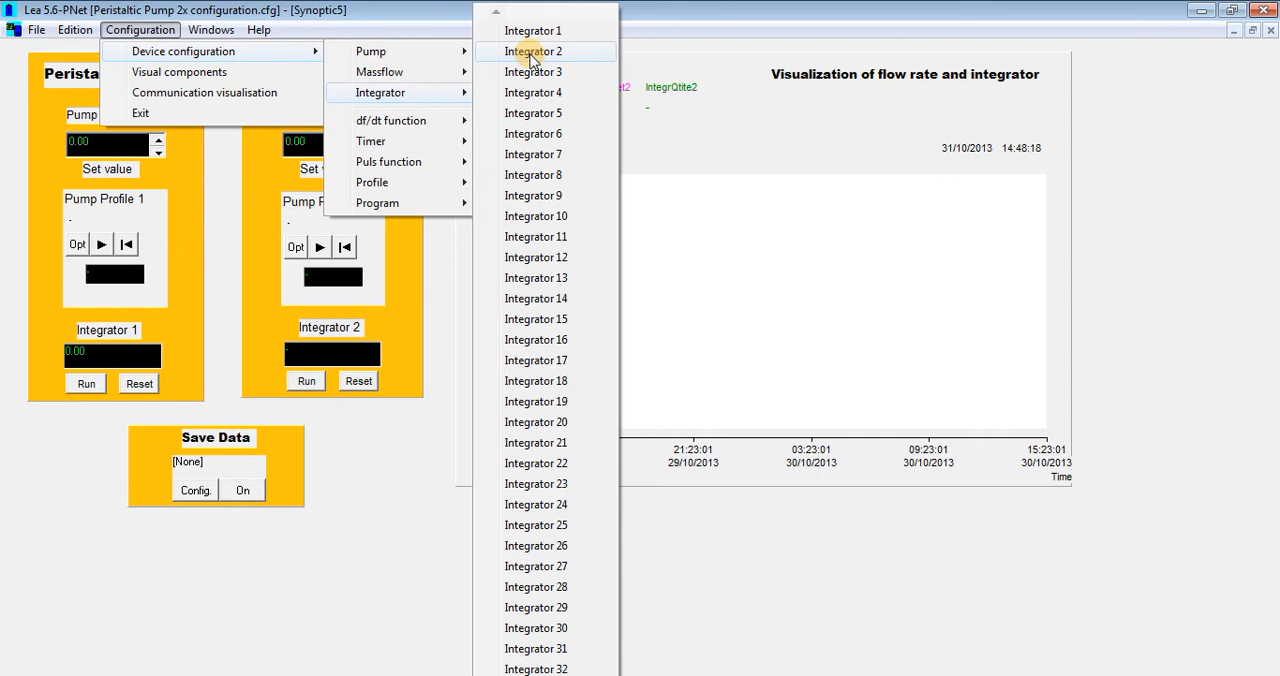 Lea 5.6-PNet [Peristaltic Pump 2x configuration.cfg] - [Synoptic5]
File Edition Configuration Windows Help
Device configuration
Visual components
Communication visualisation
Exit
Pump
Massflow
Integrator
df/dt function
Timer
Puls function
Profile
Program
Integrator 1
Integrator 2
Integrator 3
Integrator 4
Integrator 5
Integrator 6
Integrator 7
Integrator 8
Integrator 9
Integrator 10
Integrator 11
Integrator 12
Integrator 13
Integrator 14
Integrator 15
Integrator 16
Integrator 17
Integrator 18
Integrator 19
Integrator 20
Integrator 21
Integrator 22
Integrator 23
Integrator 24
Integrator 25
Integrator 26
Integrator 27
Integrator 28
Integrator 29
Integrator 30
Integrator 31
Integrator 32
Perista
Pump
0.00
Set value
Pump Profile 1
-
Opt
-
Integrator 1
0.00
Run Reset
0.00
Set v
Pump P
-
Opt
-
Integrator 2
-
Run Reset
Save Data
[None]
Config. On
Visualization of flow rate and integrator
et2 IntegrQtite2
-
31/10/2013 14:48:18
21:23:01 03:23:01 09:23:01 15:23:01
29/10/2013 30/10/2013 30/10/2013 30/10/2013
Time